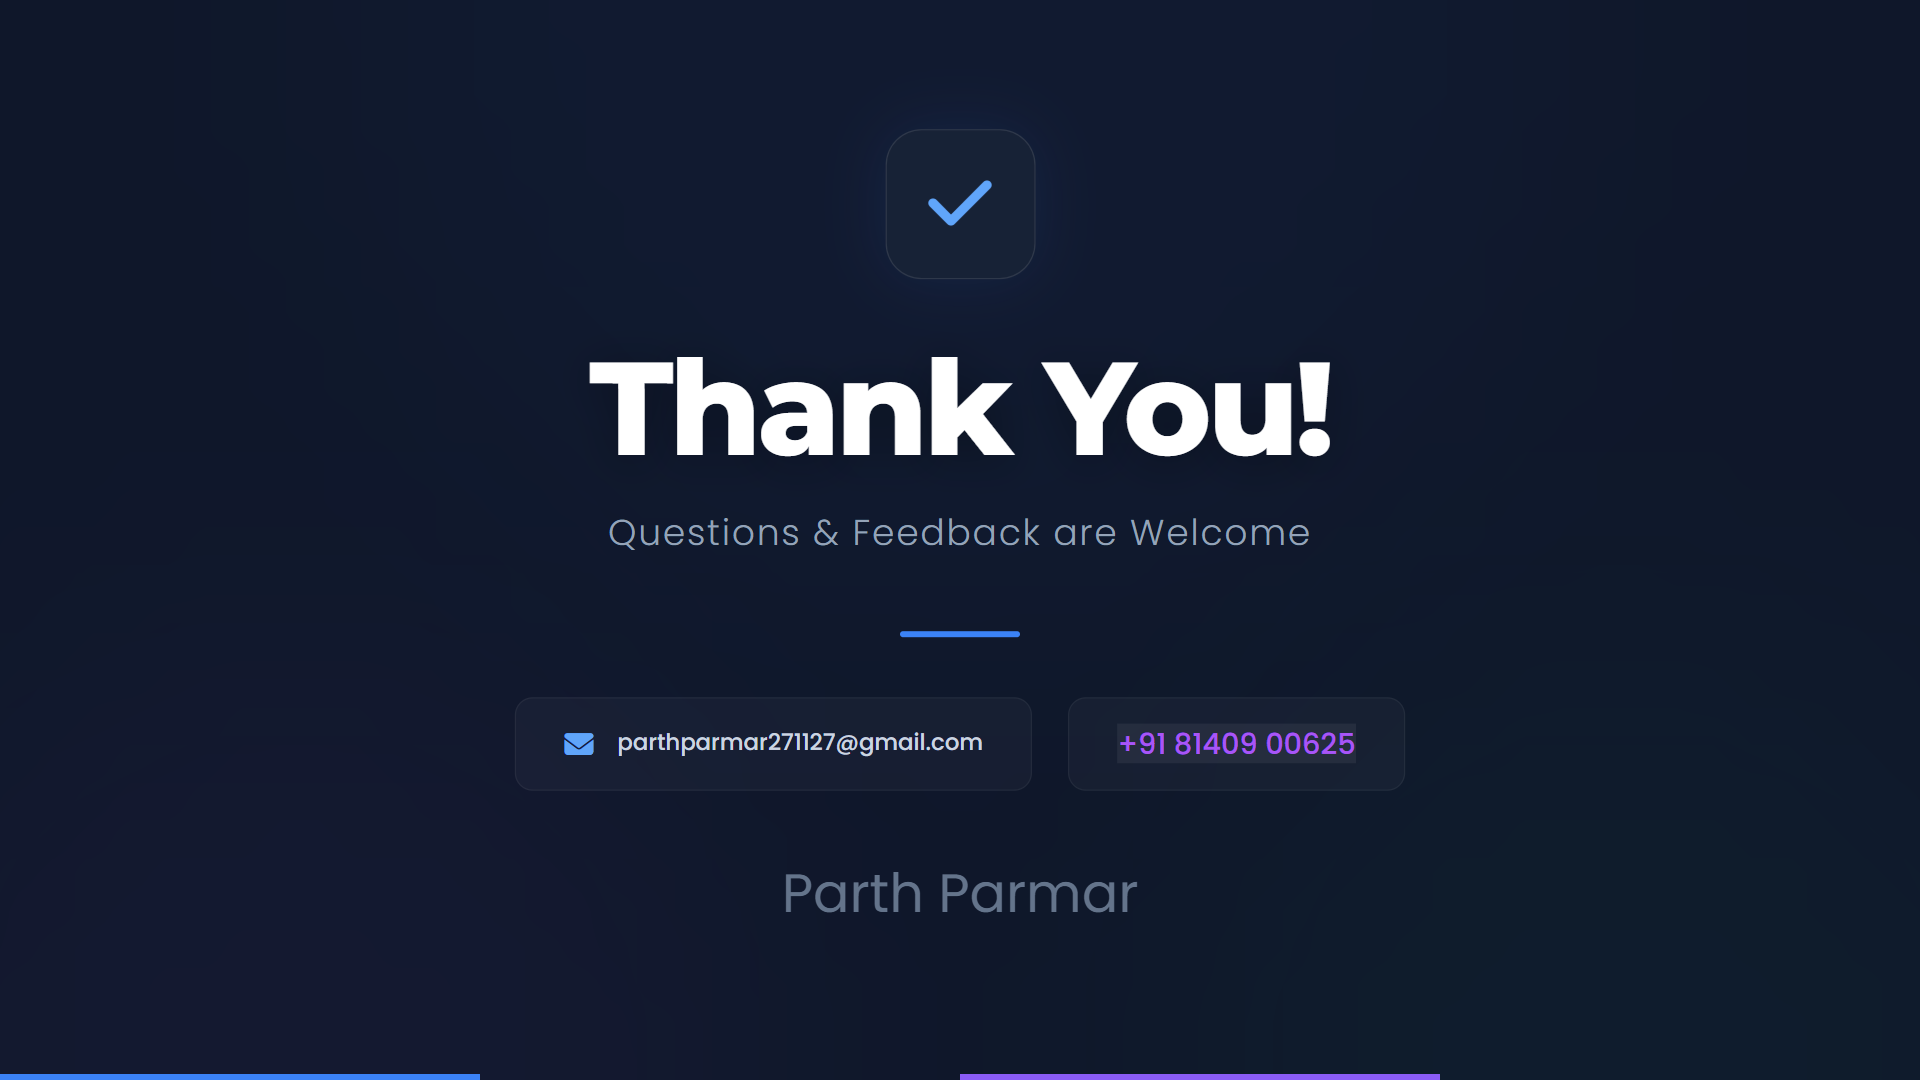 Thank You!
Questions & Feedback are Welcome
parthparmar271127@gmail.com
+91 81409 00625
Parth Parmar